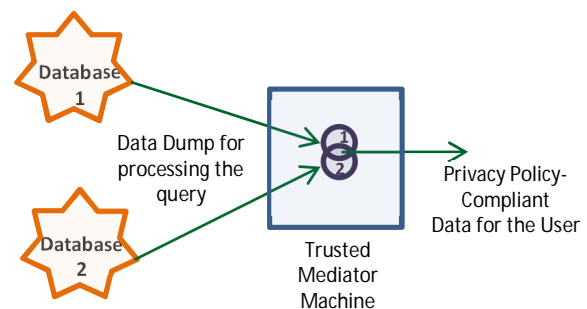 Database
1
Data Dump for
processing the
query
Database
2
1
2
Trusted
Mediator
Machine
Privacy Policy-
Compliant
Data for the User